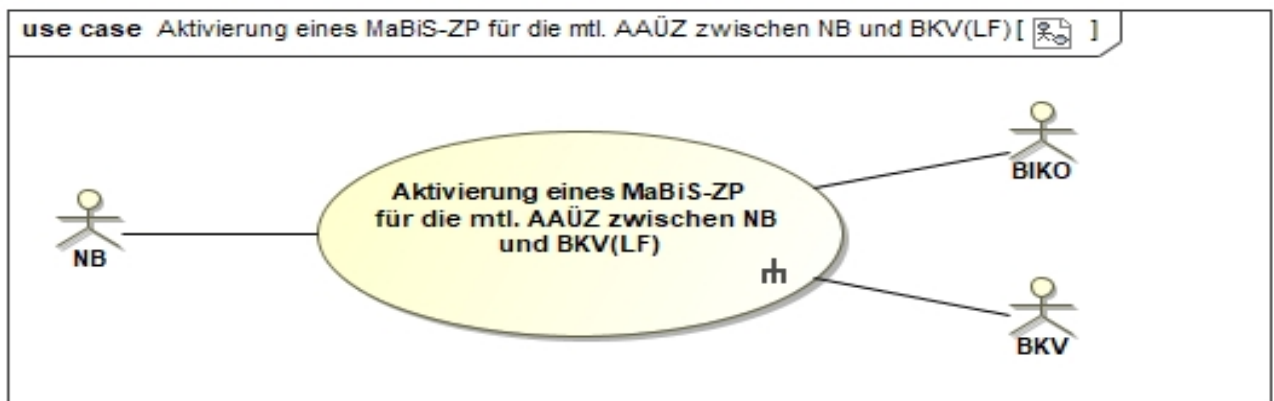 use case Aktivierung eines MaBiS-ZP für die mtl. AAÜZ zwischen NB und BKV(LF)[ ]
BIKO
Aktivierung eines MaBiS-ZP
für die mtl. AAÜZ zwischen NB
und BKV(LF)
NB
BKV